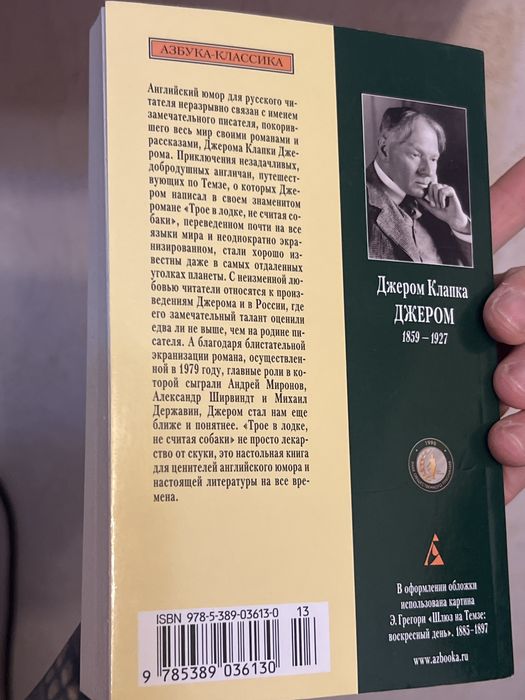 АЗБУКА-КЛАССИКА
Английский юмор для русского чи-
тателя неразрывно связан с именем
замечательного писателя, покорив-
шего весь мир своими романами и
рассказами, Джерома Клапки Дже-
рома. Приключения незадачливых,
добродушных англичан, путешест-
вующих по Темзе, о которых Дже-
ром написал в своем знаменитом
романе «Трое в лодке, не считая со-
баки», переведенном почти на все
языки мира и неоднократно экра-
низированном, стали хорошо из-
вестны даже в самых отдаленных
уголках планеты. С неизменной лю-
бовью читатели относятся к произ-
ведениям Джерома и в России, где
его замечательный талант оценили
едва ли не выше, чем на родине пи-
сателя. А благодаря блистательной
экранизации романа, осуществлен-
ной в 1979 году, главные роли в ко-
торой сыграли Андрей Миронов,
Александр Ширвиндт и Михаил
Державин, Джером стал нам еще
ближе и понятнее. «Трое в лодке,
не считая собаки» не просто лекар-
ство от скуки, это настольная книга
для ценителей английского юмора и
настоящей литературы на все вре-
мена.
ISBN 978-5-389-03613-0
13
9 785389 036130
Джером Клапка
ДЖЕРОМ
1859 – 1927
1996
В оформлении обложки
использована картина
Э. Грегори «Шлюз на Темзе:
воскресный день». 1885–1897
www.azbooka.ru